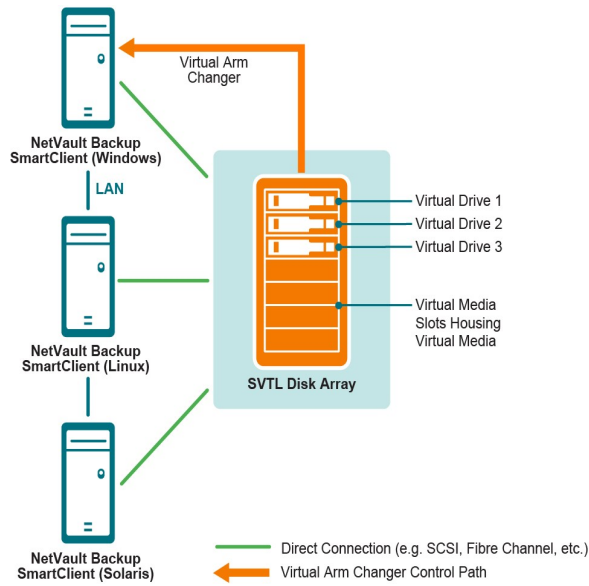 Virtual Arm
Changer
NetVault Backup
SmartClient (Windows)
LAN
Virtual Drive 1
Virtual Drive 2
Virtual Drive 3
Virtual Media
Slots Housing
Virtual Media
NetVault Backup
SmartClient (Linux)
SVTL Disk Array
NetVault Backup
SmartClient (Solaris)
Direct Connection (e.g. SCSI, Fibre Channel, etc.)
Virtual Arm Changer Control Path